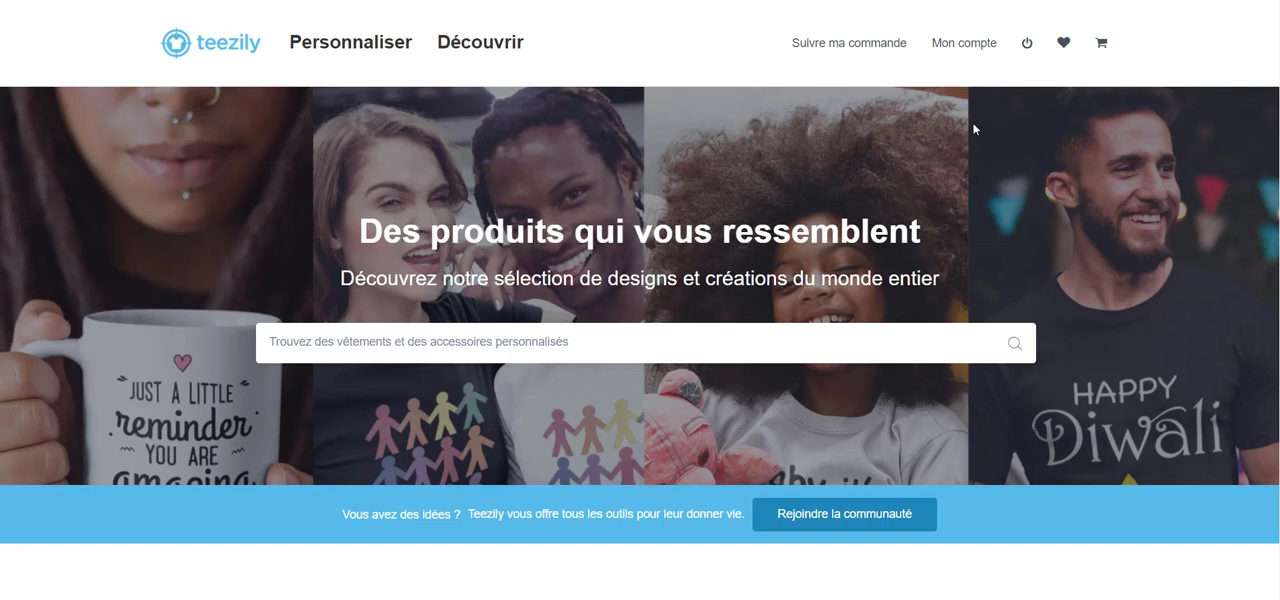 teezily
Personnaliser
Découvrir
Suivre ma commande
Mon compte
Des produits qui vous ressemblent
Découvrez notre sélection de designs et créations du monde entier
Trouvez des vêtements et des accessoires personnalisés
JUST A LITTLE
reminder
YOU ARE
amazing
HAPPY
Diwali
Vous avez des idées ? Teezily vous offre tous les outils pour leur donner vie.
Rejoindre la communauté